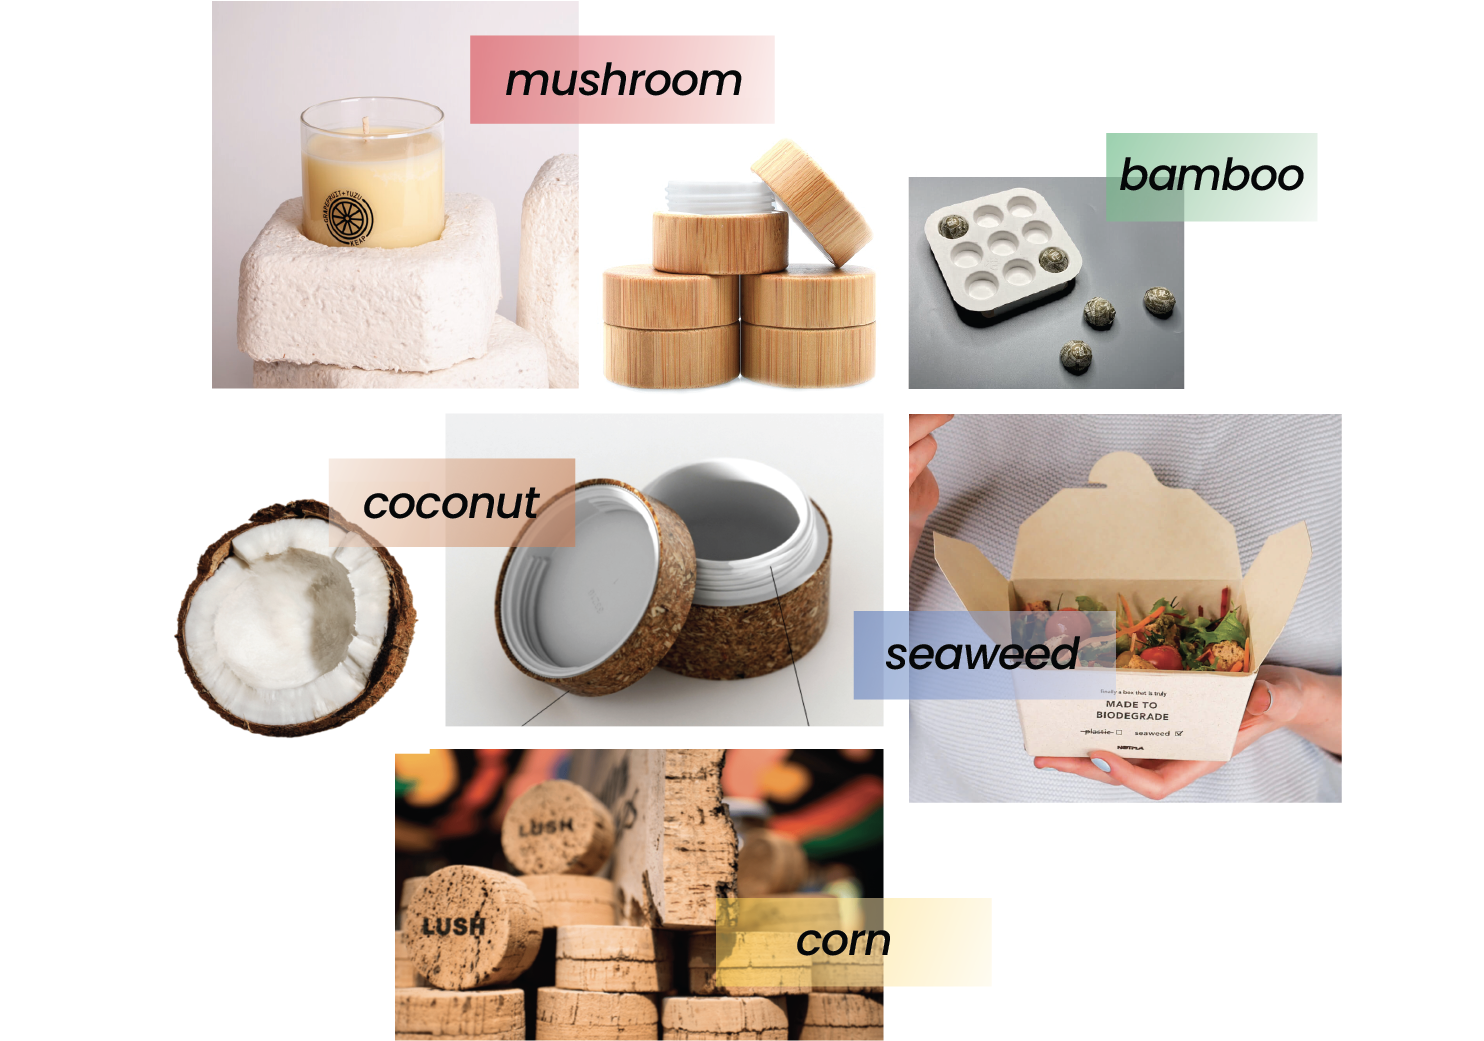 mushroom
GRAPEFRUIT+YUZU
KEAP
bamboo
coconut
seaweed
finally a box that is truly
MADE TO
BIODEGRADE
plastic
seaweed
NOTPLA
LUSH
LUSH
corn